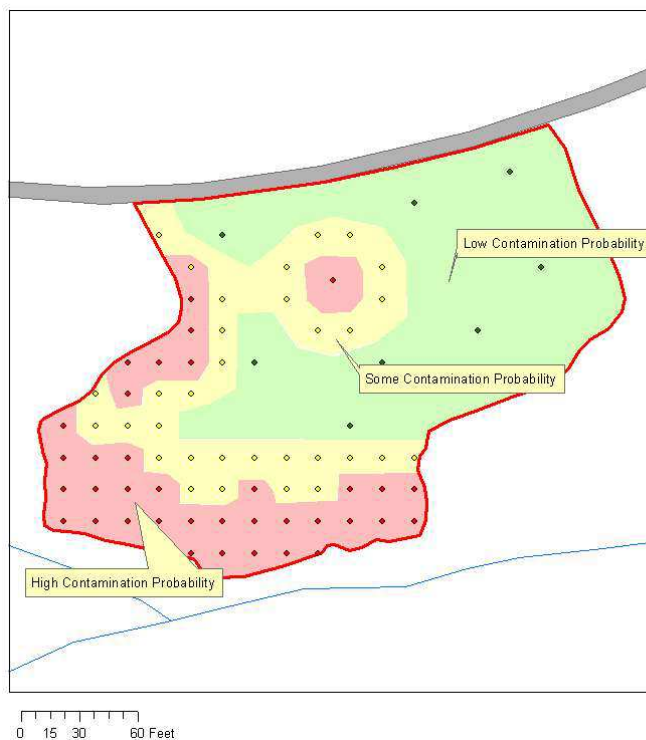 Low Contamination Probability
Some Contamination Probability
High Contamination Probability
0 15 30 60 Feet